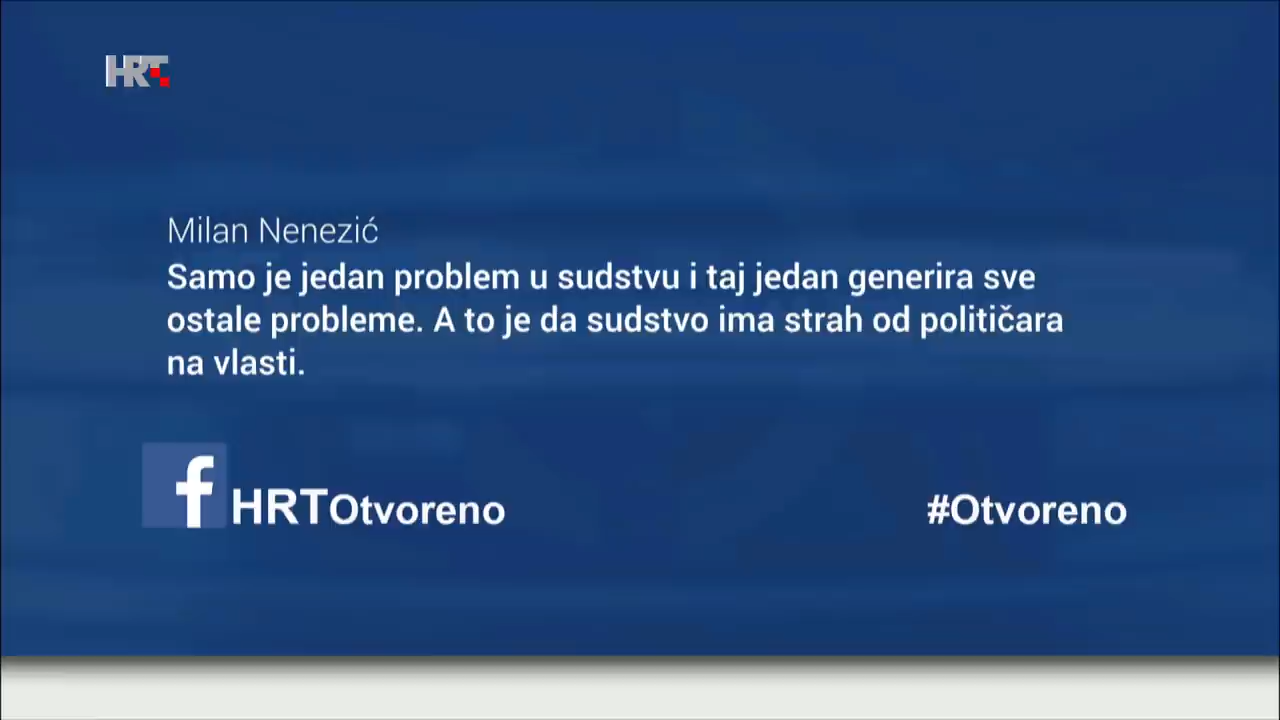 HRT
Milan Nenezić
Samo je jedan problem u sudstvu i taj jedan generira sve
ostale probleme. A to je da sudstvo ima strah od političara
na vlasti.
f HRTOtvoreno
#Otvoreno